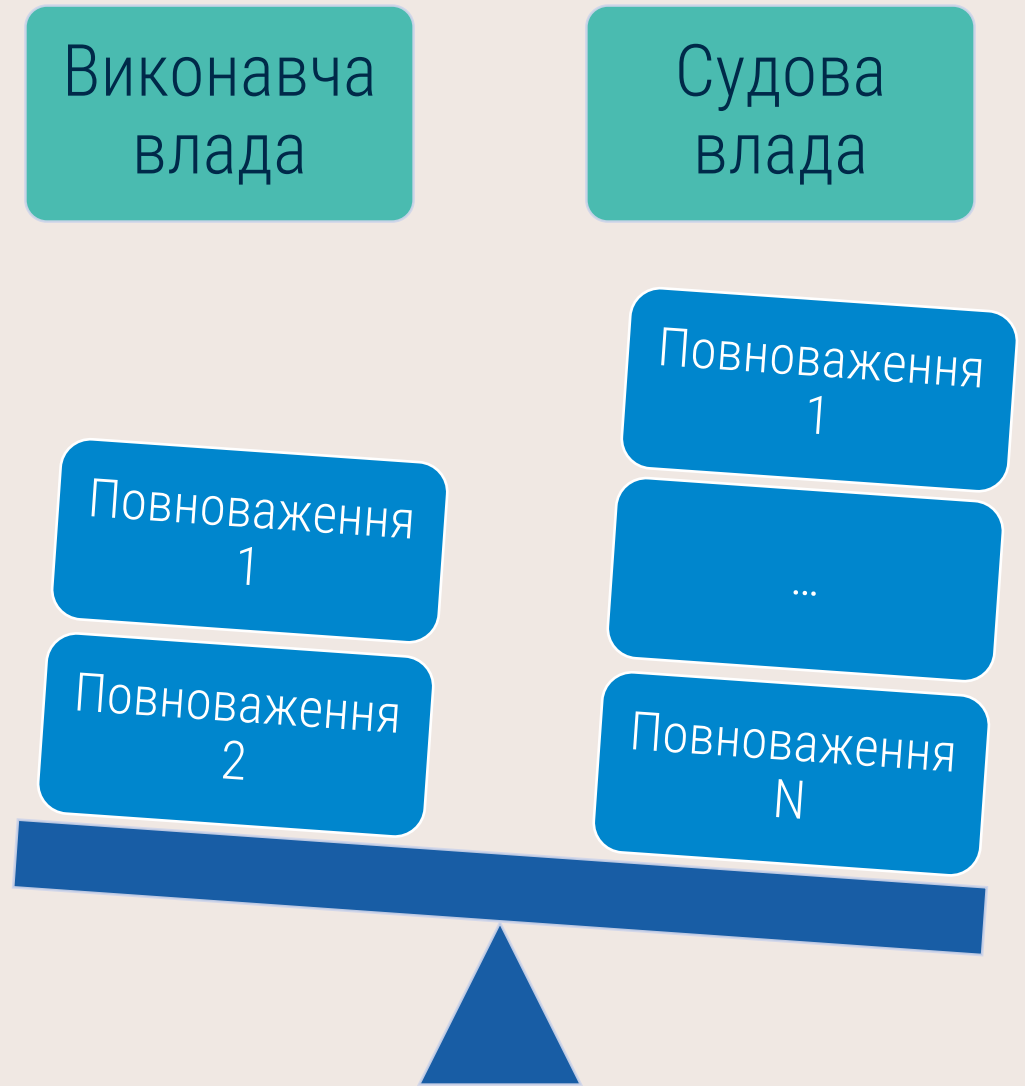 Виконавча
влада
Судова
влада
Повноваження
1
Повноваження
2
Повноваження
1
...
Повноваження
N